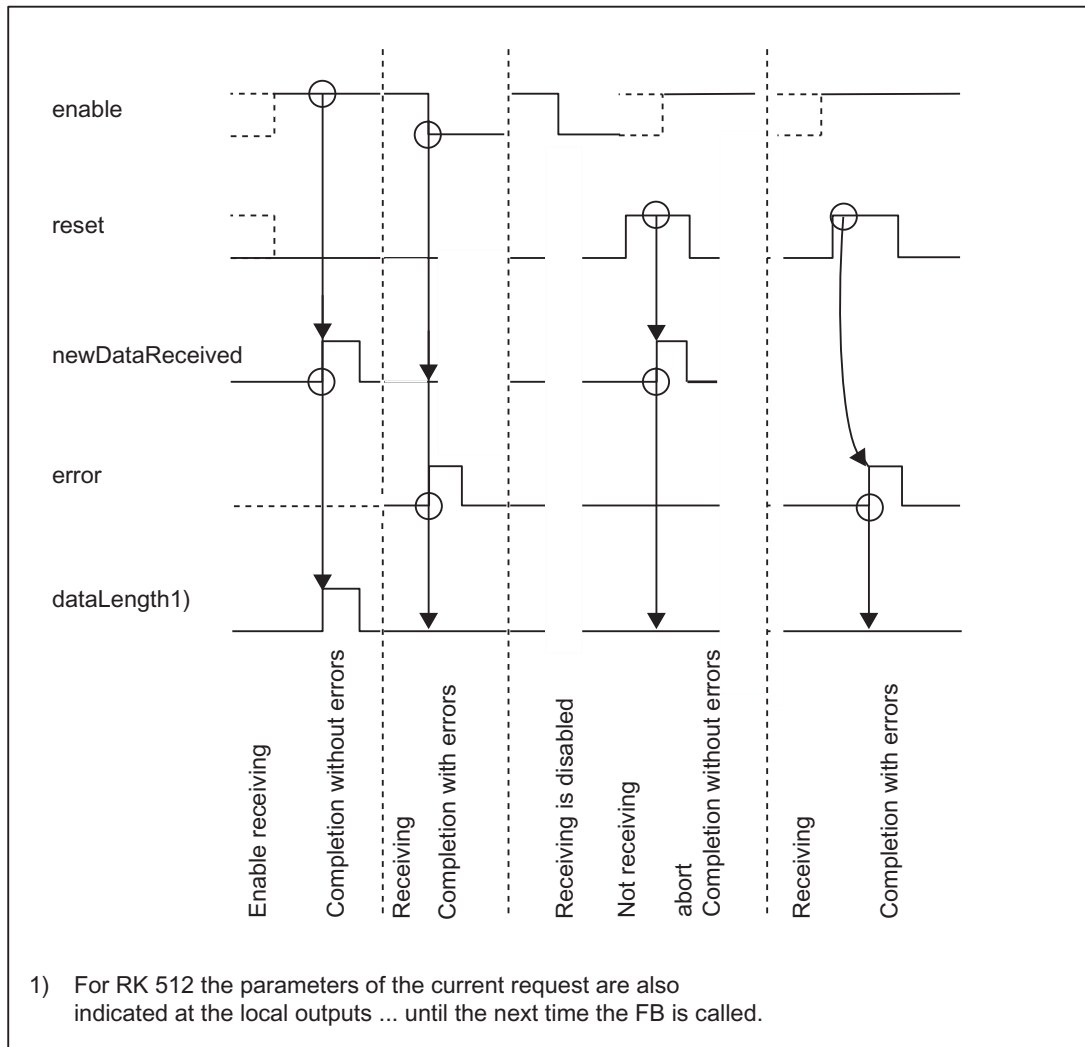 enable
reset
newDataReceived
error
dataLength1)
Enable receiving
Completion without errors
Receiving
Completion with errors
Receiving is disabled
Not receiving
abort
Completion without errors
Receiving
Completion with errors
1) For RK 512 the parameters of the current request are also
indicated at the local outputs ... until the next time the FB is called.